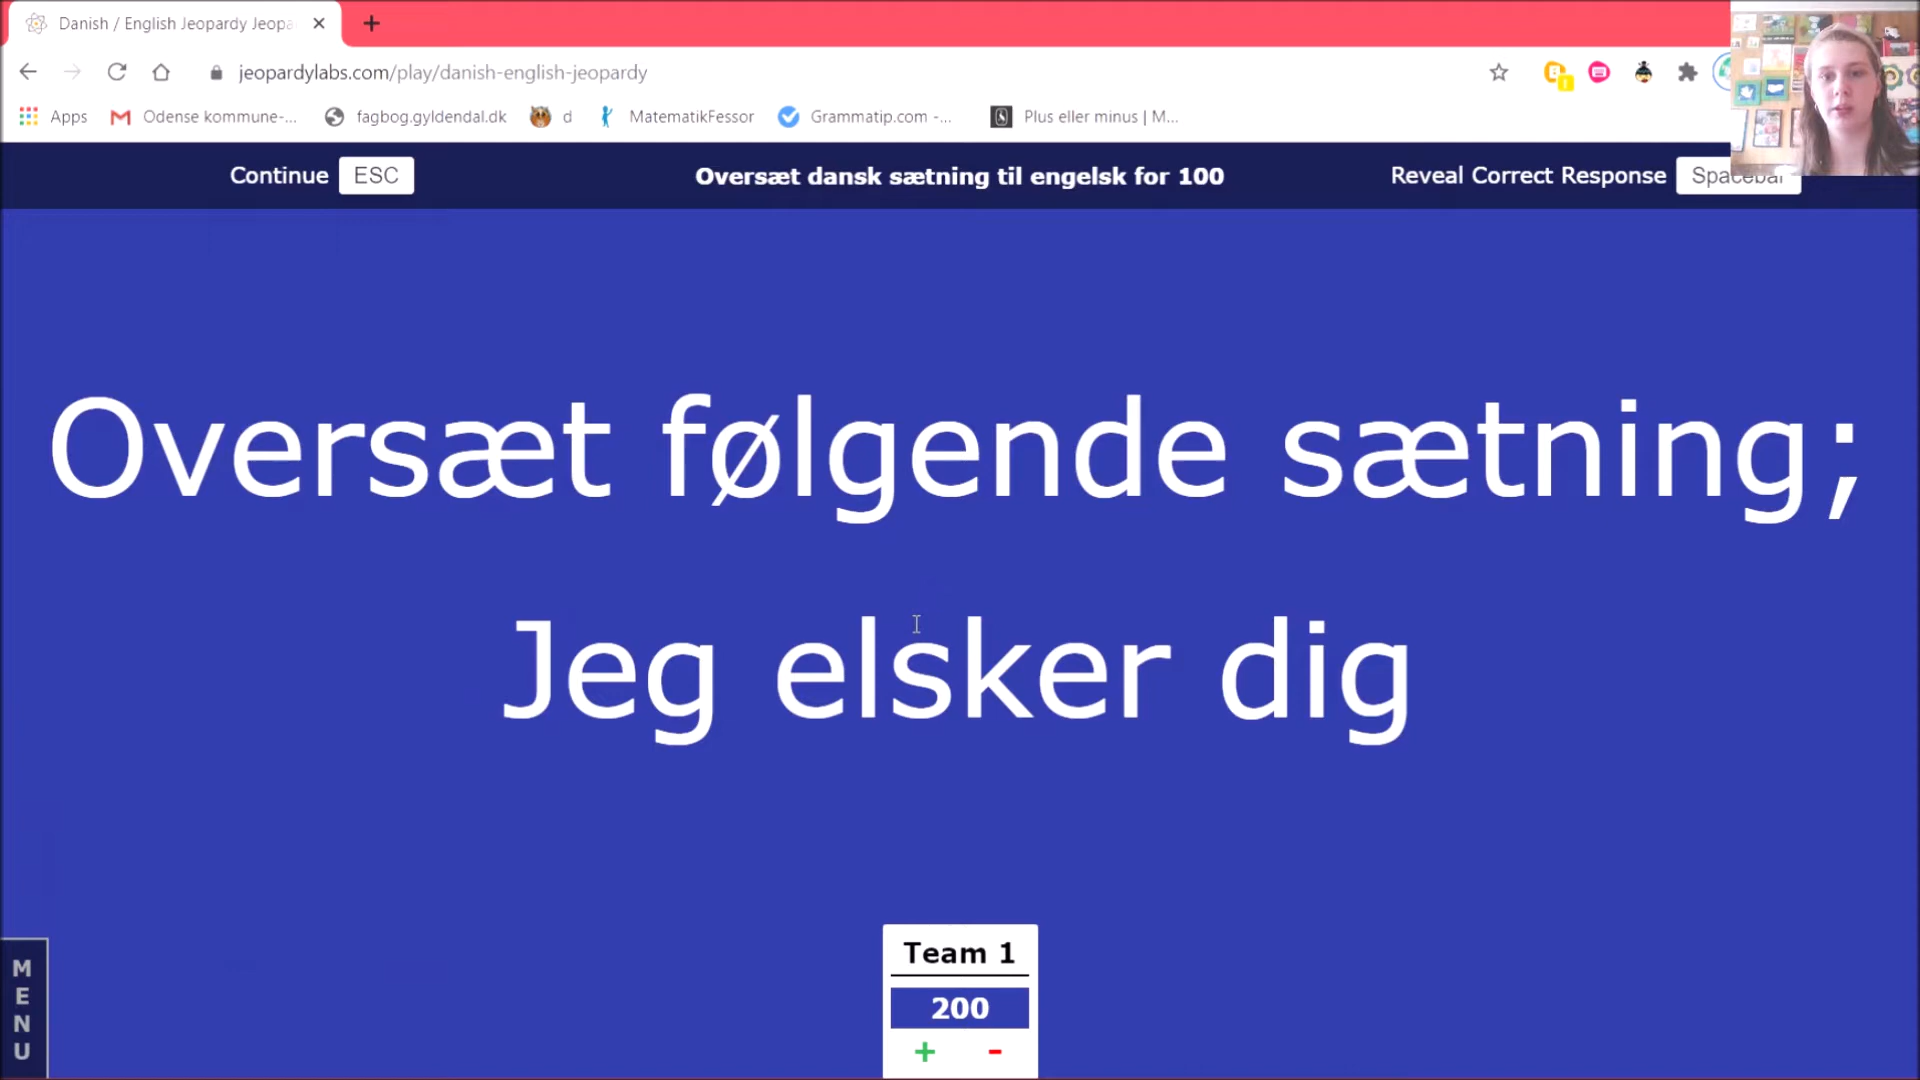 Danish / English Jeopardy Jeopa
jeopardylabs.com/play/danish-english-jeopardy
Apps Odense kommune-... fagbog.gyldendal.dk d MatematikFessor Grammatip.com -... Plus eller minus | M...
Continue ESC Oversæt dansk sætning til engelsk for 100 Reveal Correct Response Spacebar
Oversæt følgende sætning;
Jeg elsker dig
Team 1
200
+ -
MENU